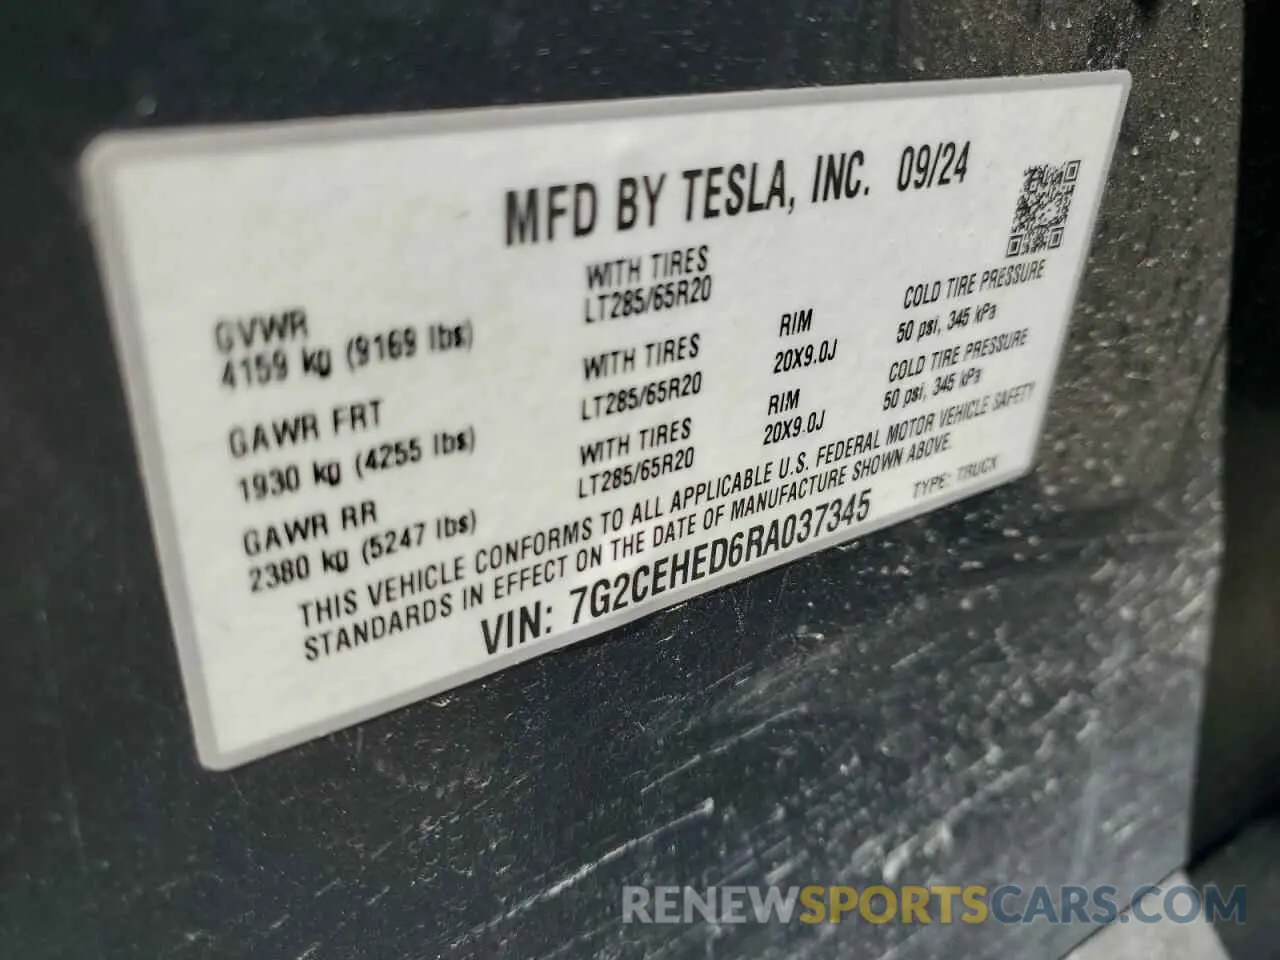 MFD BY TESLA, INC. 09/24
GVWR
4159 kg (9169 lbs)
WITH TIRES
LT285/65R20
GAWR FRT
1930 kg (4255 lbs)
WITH TIRES
LT285/65R20
RIM
20X9.0J
COLD TIRE PRESSURE
50 psi, 345 kPa
GAWR RR
2380 kg (5247 lbs)
WITH TIRES
LT285/65R20
RIM
20X9.0J
COLD TIRE PRESSURE
50 psi, 345 kPa
THIS VEHICLE CONFORMS TO ALL APPLICABLE U.S. FEDERAL MOTOR VEHICLE SAFETY
STANDARDS IN EFFECT ON THE DATE OF MANUFACTURE SHOWN ABOVE.
VIN: 7G2CEHED6RA037345
TYPE: TRUCK
RENEWSPORTSCARS.COM